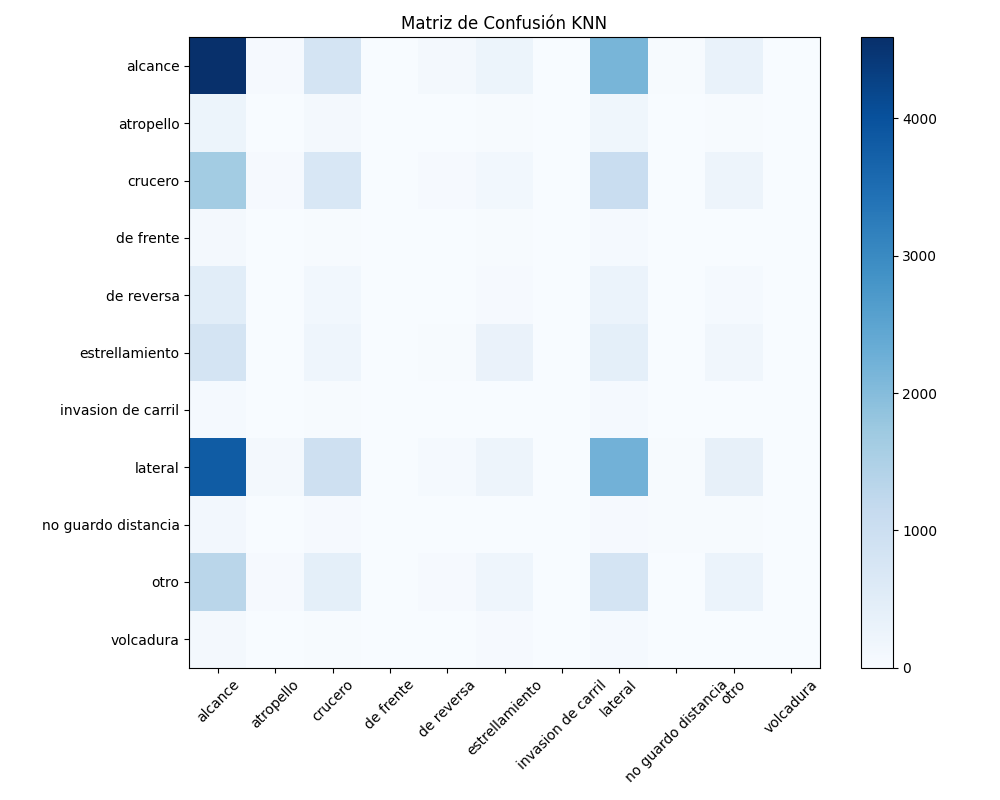 Matriz de Confusión KNN
alcance
atropello
crucero
de frente
de reversa
estrellamiento
invasion de carril
lateral
no guardo distancia
otro
volcadura
alcance
atropello
crucero
de frente
de reversa
estrellamiento
invasion de carril
lateral
no guardo distancia
otro
volcadura
4000
3000
2000
1000
0